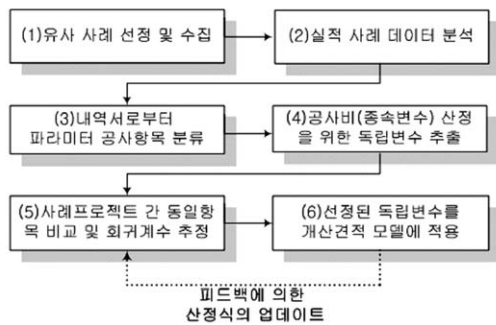 (1)유사 사례 선정 및 수집
(2)실적 사례 데이터 분석
(3)내역서로부터
파라미터 공사항목 분류
(4)공사비(종속변수) 산정
을 위한 독립변수 추출
(5)사례프로젝트 간 동일항
목 비교 및 회귀계수 추정
(6)선정된 독립변수를
개산견적 모델에 적용
피드백에 의한
산정식의 업데이트